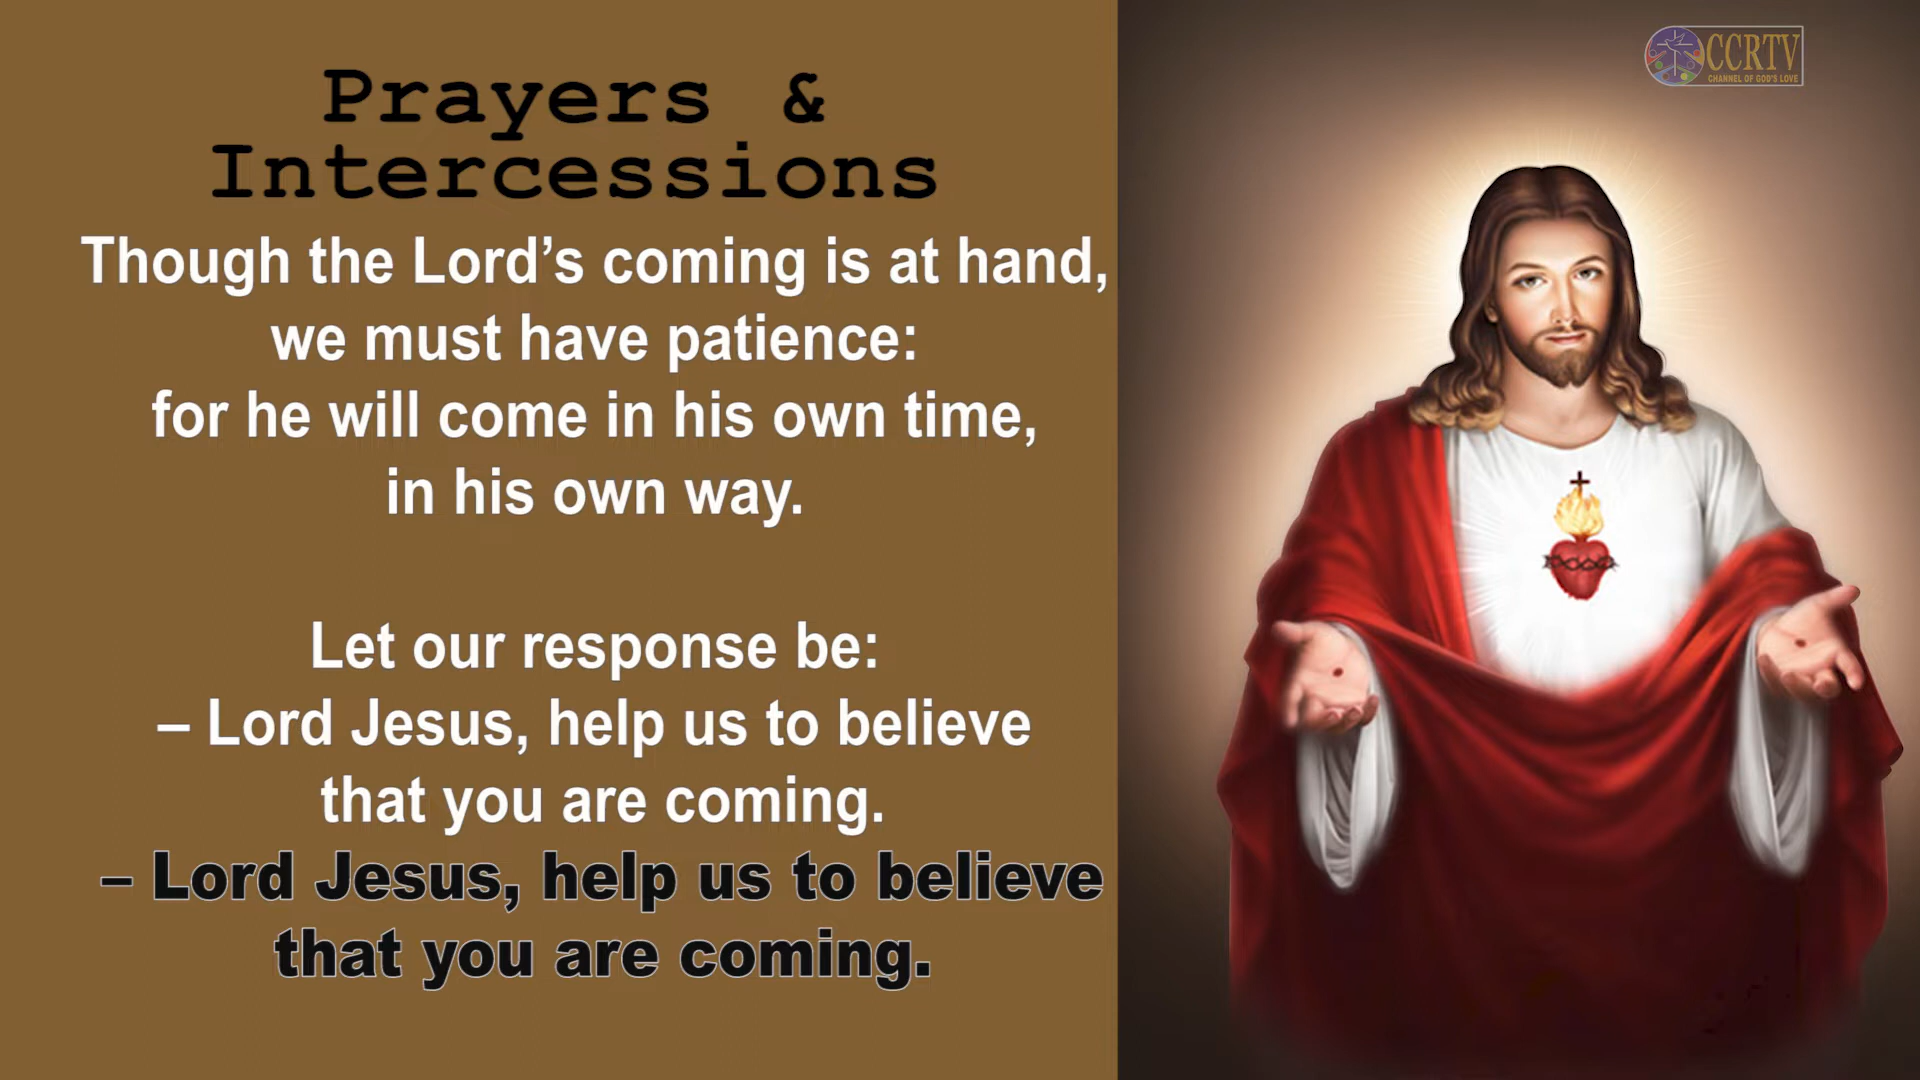 CCRTV
CHANNEL OF GOD'S LOVE
Prayers &
Intercessions
Though the Lord’s coming is at hand,
we must have patience:
for he will come in his own time,
in his own way.
Let our response be:
– Lord Jesus, help us to believe
that you are coming.
– Lord Jesus, help us to believe
that you are coming.